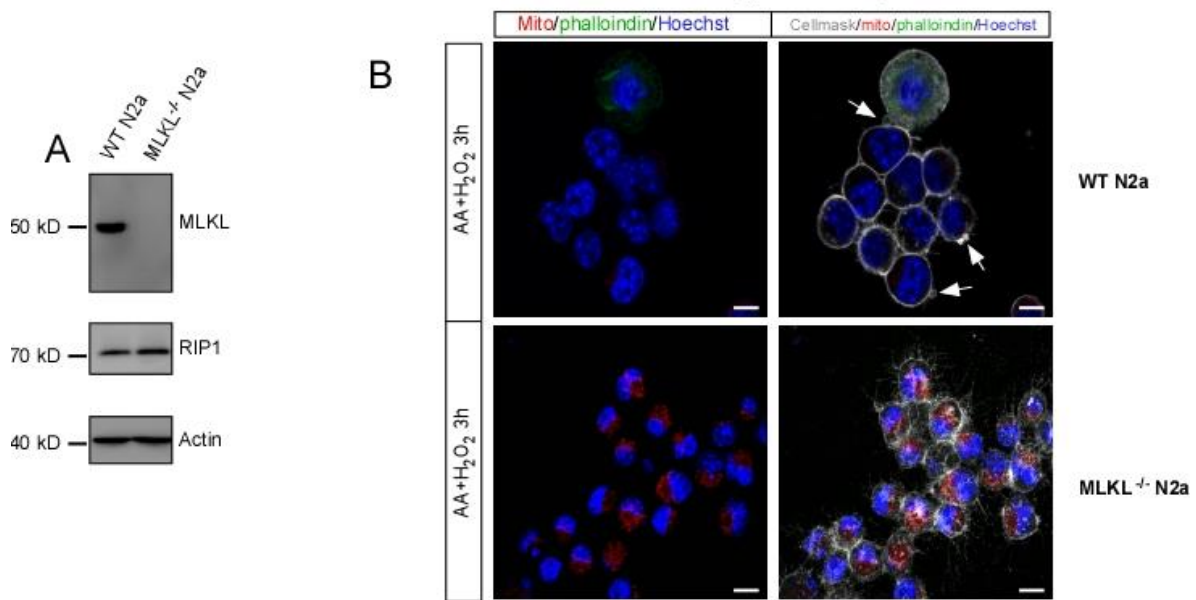 A
WT N2a
MLKL-/- N2a
50 kD
MLKL
70 kD
RIP1
40 kD
Actin
B
Mito/phalloindin/Hoechst
Cellmask/mito/phalloindin/Hoechst
AA+H2O2 3h
WT N2a
AA+H2O2 3h
MLKL -/- N2a